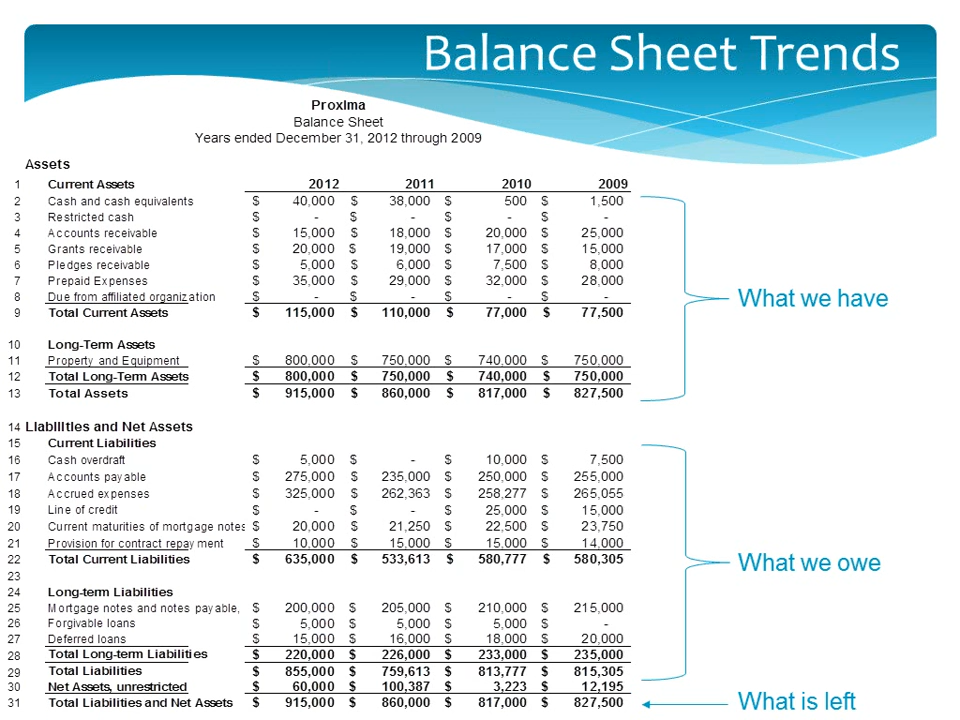 Balance Sheet Trends
Proxima
Balance Sheet
Years ended December 31, 2012 through 2009
Assets
1 Current Assets 2012 2011 2010 2009
2 Cash and cash equivalents $ 40,000 $ 38,000 $ 500 $ 1,500
3 Restricted cash $ - $ - $ - $ -
4 Accounts receivable $ 15,000 $ 18,000 $ 20,000 $ 25,000
5 Grants receivable $ 20,000 $ 19,000 $ 17,000 $ 15,000
6 Pledges receivable $ 5,000 $ 6,000 $ 7,500 $ 8,000
7 Prepaid Expenses $ 35,000 $ 29,000 $ 32,000 $ 28,000
8 Due from affiliated organization $ - $ - $ - $ -
What we have
9 Total Current Assets $ 115,000 $ 110,000 $ 77,000 $ 77,500
10 Long-Term Assets
11 Property and Equipment $ 800,000 $ 750,000 $ 740,000 $ 750,000
12 Total Long-Term Assets $ 800,000 $ 750,000 $ 740,000 $ 750,000
13 Total Assets $ 915,000 $ 860,000 $ 817,000 $ 827,500
14 Liabilities and Net Assets
15 Current Liabilities
16 Cash overdraft $ 5,000 $ - $ 10,000 $ 7,500
17 Accounts payable $ 275,000 $ 235,000 $ 250,000 $ 255,000
18 Accrued expenses $ 325,000 $ 262,363 $ 258,277 $ 265,055
19 Line of credit $ - $ - $ 25,000 $ 15,000
20 Current maturities of mortgage notes $ 20,000 $ 21,250 $ 22,500 $ 23,750
21 Provision for contract repayment $ 10,000 $ 15,000 $ 15,000 $ 14,000
22 Total Current Liabilities $ 635,000 $ 533,613 $ 580,777 $ 580,305
What we owe
23
24 Long-term Liabilities
25 Mortgage notes and notes payable, $ 200,000 $ 205,000 $ 210,000 $ 215,000
26 Forgivable loans $ 5,000 $ 5,000 $ 5,000 $ -
27 Deferred loans $ 15,000 $ 16,000 $ 18,000 $ 20,000
28 Total Long-term Liabilities $ 220,000 $ 226,000 $ 233,000 $ 235,000
29 Total Liabilities $ 855,000 $ 759,613 $ 813,777 $ 815,305
30 Net Assets, unrestricted $ 60,000 $ 100,387 $ 3,223 $ 12,195
31 Total Liabilities and Net Assets $ 915,000 $ 860,000 $ 817,000 $ 827,500
What is left